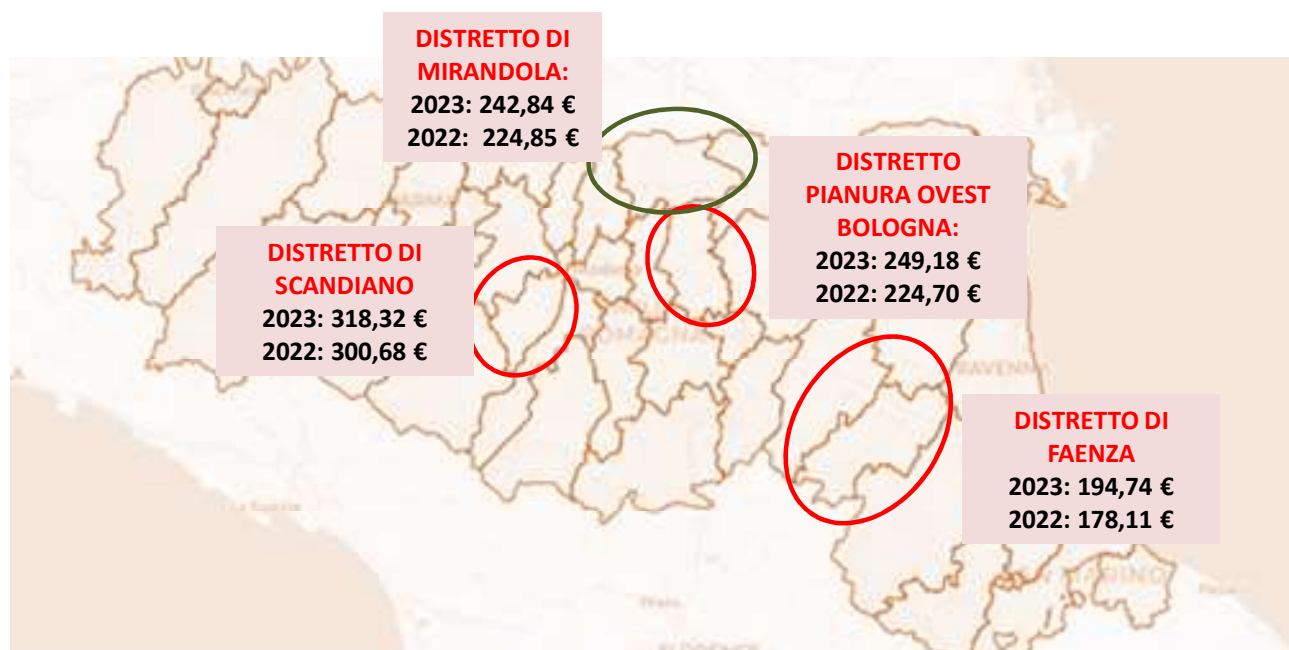 DISTRETTO DI
MIRANDOLA:
2023: 242,84 €
2022: 224,85 €
DISTRETTO
PIANURA OVEST
BOLOGNA:
2023: 249,18 €
2022: 224,70 €
DISTRETTO DI
SCANDIANO
2023: 318,32 €
2022: 300,68 €
RAVENNA
DISTRETTO DI
FAENZA
2023: 194,74 €
2022: 178,11 €